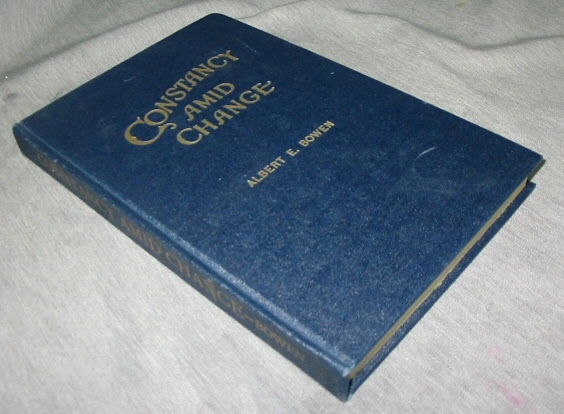 CONSTANCY
AMID
CHANGE
ALBERT E. BOWEN
CONSTANCY AMID CHANGE—BOWEN